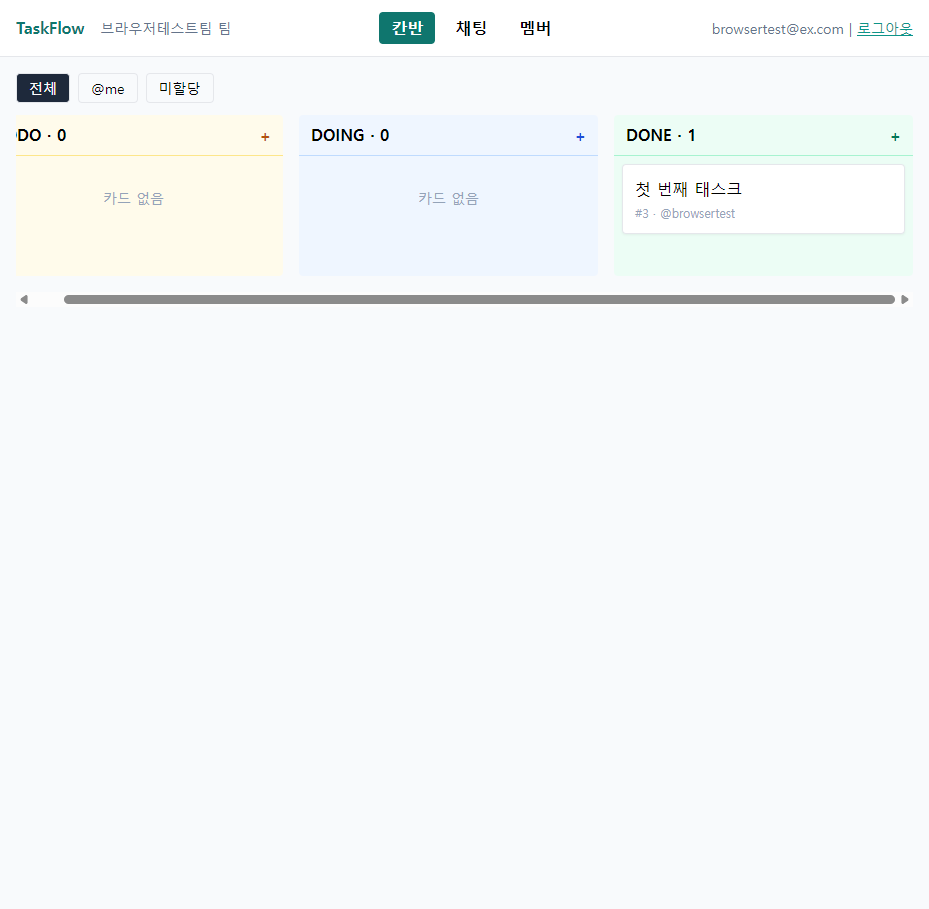 TaskFlow 브라우저테스트팀 팀 칸반 채팅 멤버 browsertest@ex.com | 로그아웃
전체 @me 미할당
DO · 0 + DOING · 0 + DONE · 1 +
카드 없음 카드 없음 첫 번째 태스크
#3 · @browsertest